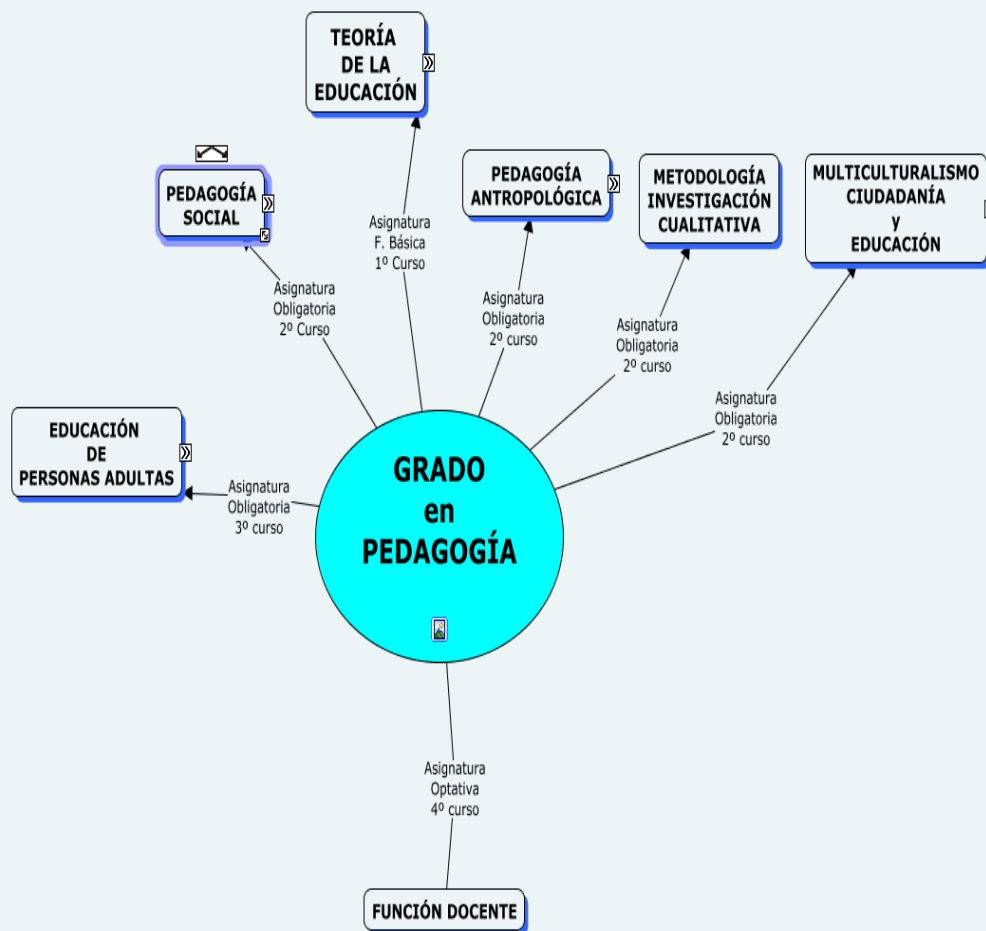 TEORÍA
DE LA
EDUCACIÓN
PEDAGOGÍA
SOCIAL
PEDAGOGÍA
ANTROPOLÓGICA
METODOLOGÍA
INVESTIGACIÓN
CUALITATIVA
MULTICULTURALISMO
CIUDADANÍA
y
EDUCACIÓN
Asignatura
F. Básica
1º Curso
Asignatura
Obligatoria
2º Curso
Asignatura
Obligatoria
2º curso
Asignatura
Obligatoria
2º curso
Asignatura
Obligatoria
2º curso
EDUCACIÓN
DE
PERSONAS ADULTAS
Asignatura
Obligatoria
3º curso
GRADO
en
PEDAGOGÍA
Asignatura
Optativa
4º curso
FUNCIÓN DOCENTE